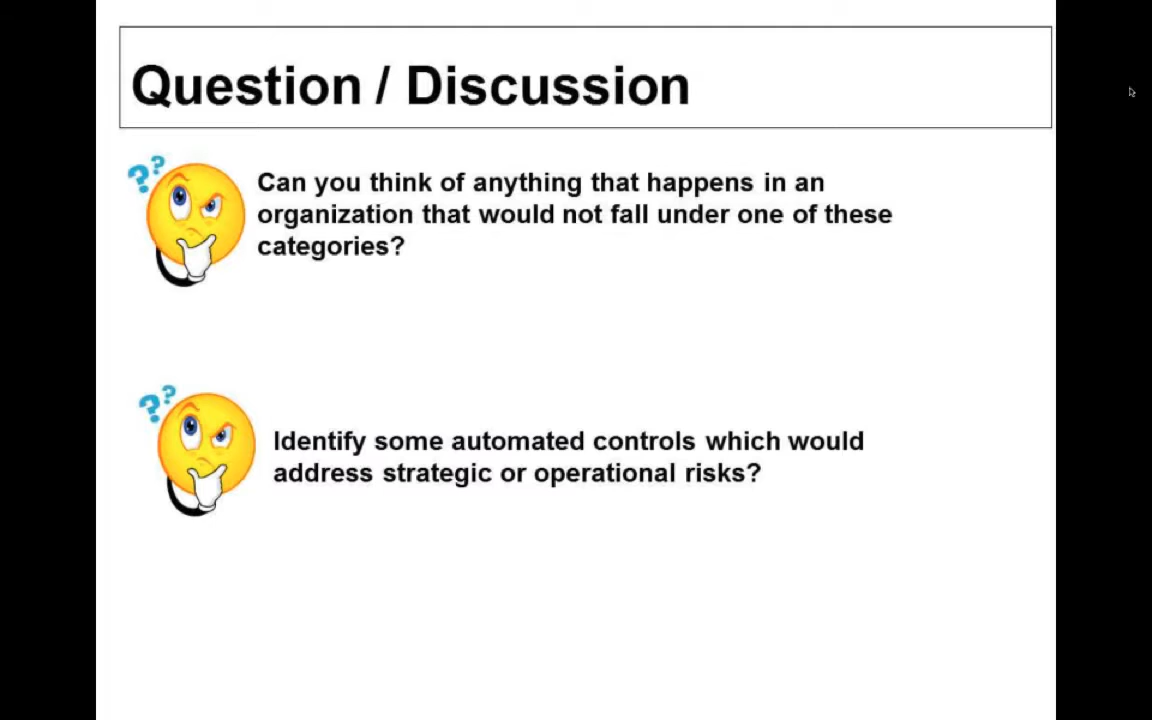 Question / Discussion
??
Can you think of anything that happens in an
organization that would not fall under one of these
categories?
??
Identify some automated controls which would
address strategic or operational risks?